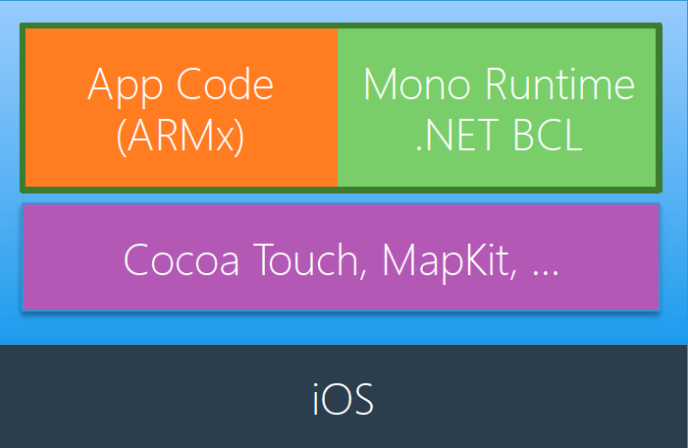 App Code
(ARMx)
Mono Runtime
.NET BCL
Cocoa Touch, MapKit, ...
iOS